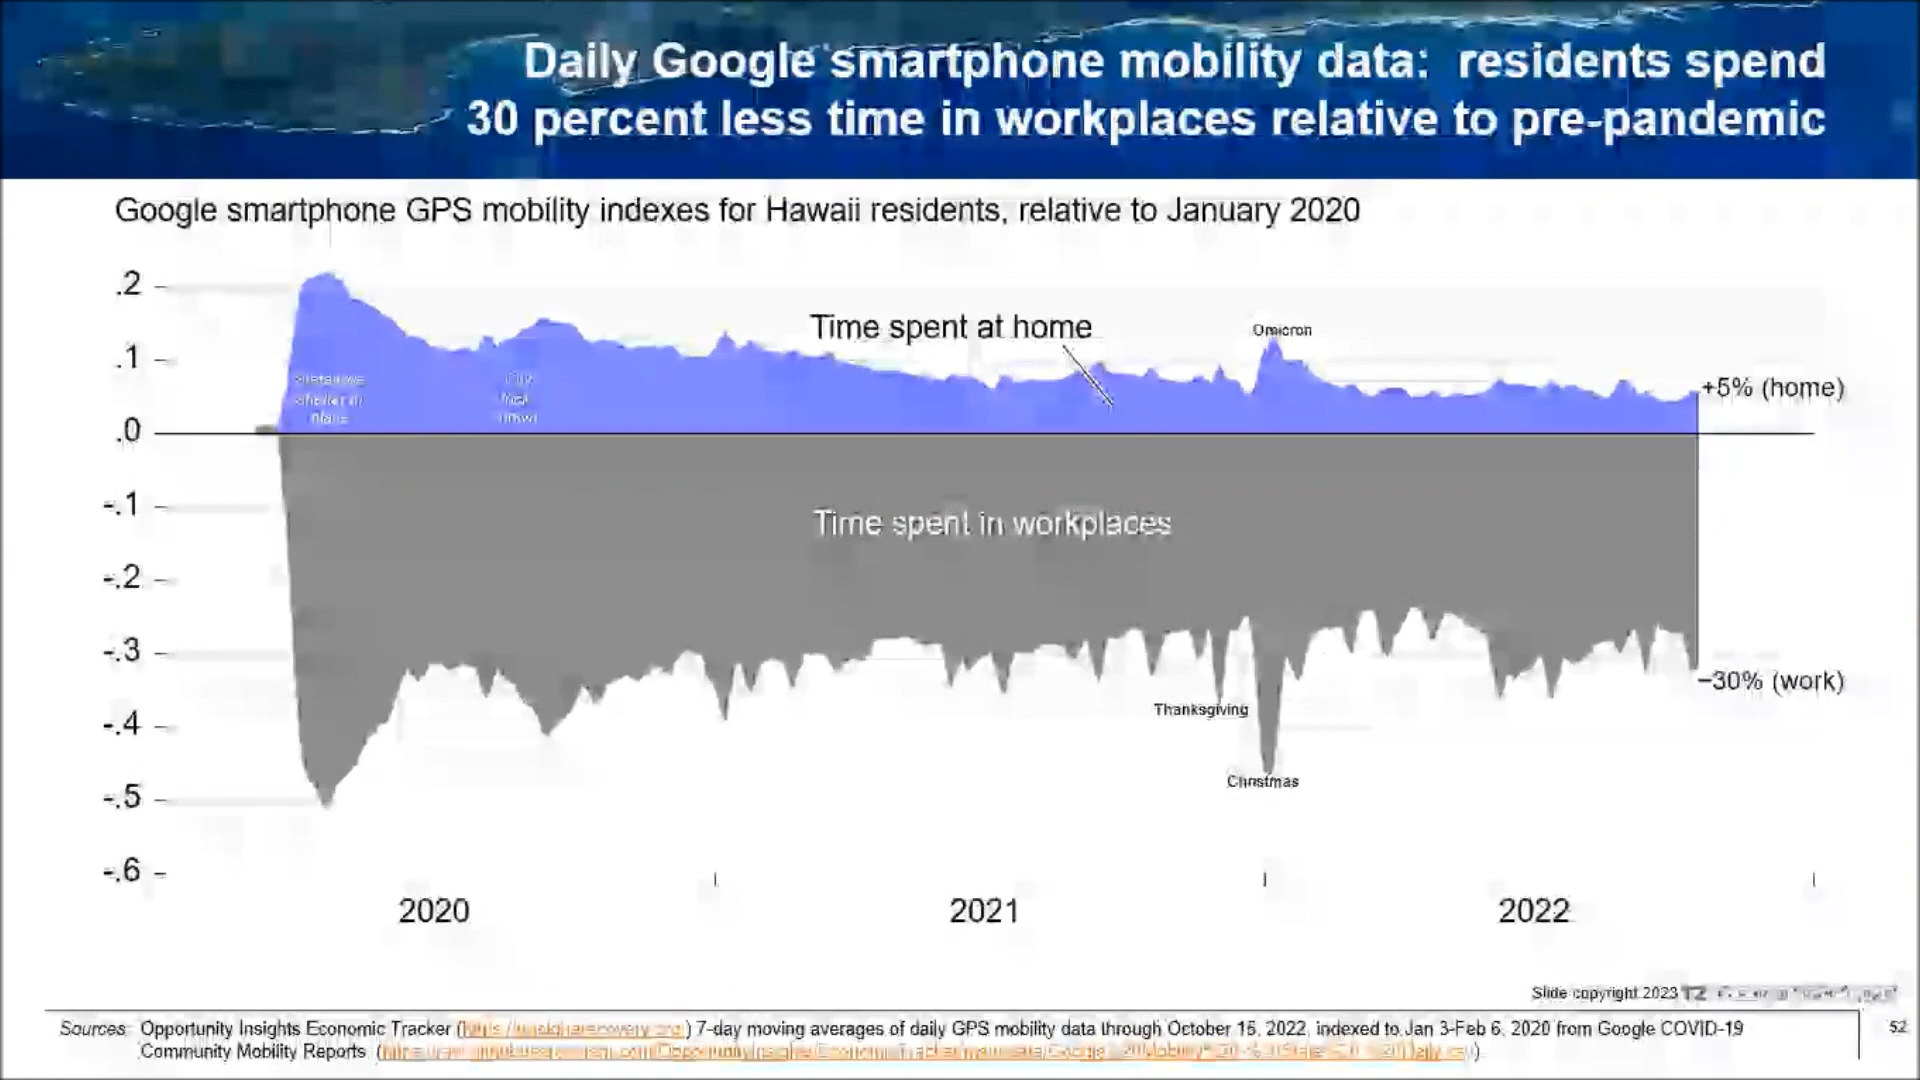 Daily Google smartphone mobility data: residents spend
30 percent less time in workplaces relative to pre-pandemic
Google smartphone GPS mobility indexes for Hawaii residents, relative to January 2020
.2
.1
.0
-.1
-.2
-.3
-.4
-.5
-.6
Time spent at home
Omicron
+5% (home)
Time spent in workplaces
−30% (work)
Thanksgiving
Christmas
2020
2021
2022
Slide copyright 2023 TZ
Sources: Opportunity Insights Economic Tracker ( ) 7-day moving averages of daily GPS mobility data through October 15, 2022, indexed to Jan 3-Feb 6, 2020 from Google COVID-19
Community Mobility Reports ( )
52